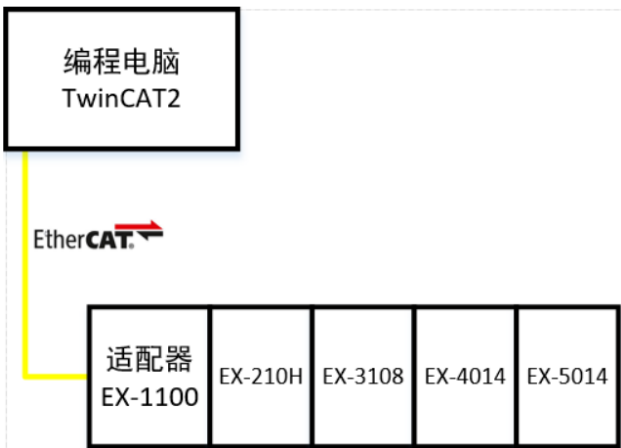 编程电脑
TwinCAT2
EtherCAT.
适配器
EX-1100
EX-210H
EX-3108
EX-4014
EX-5014